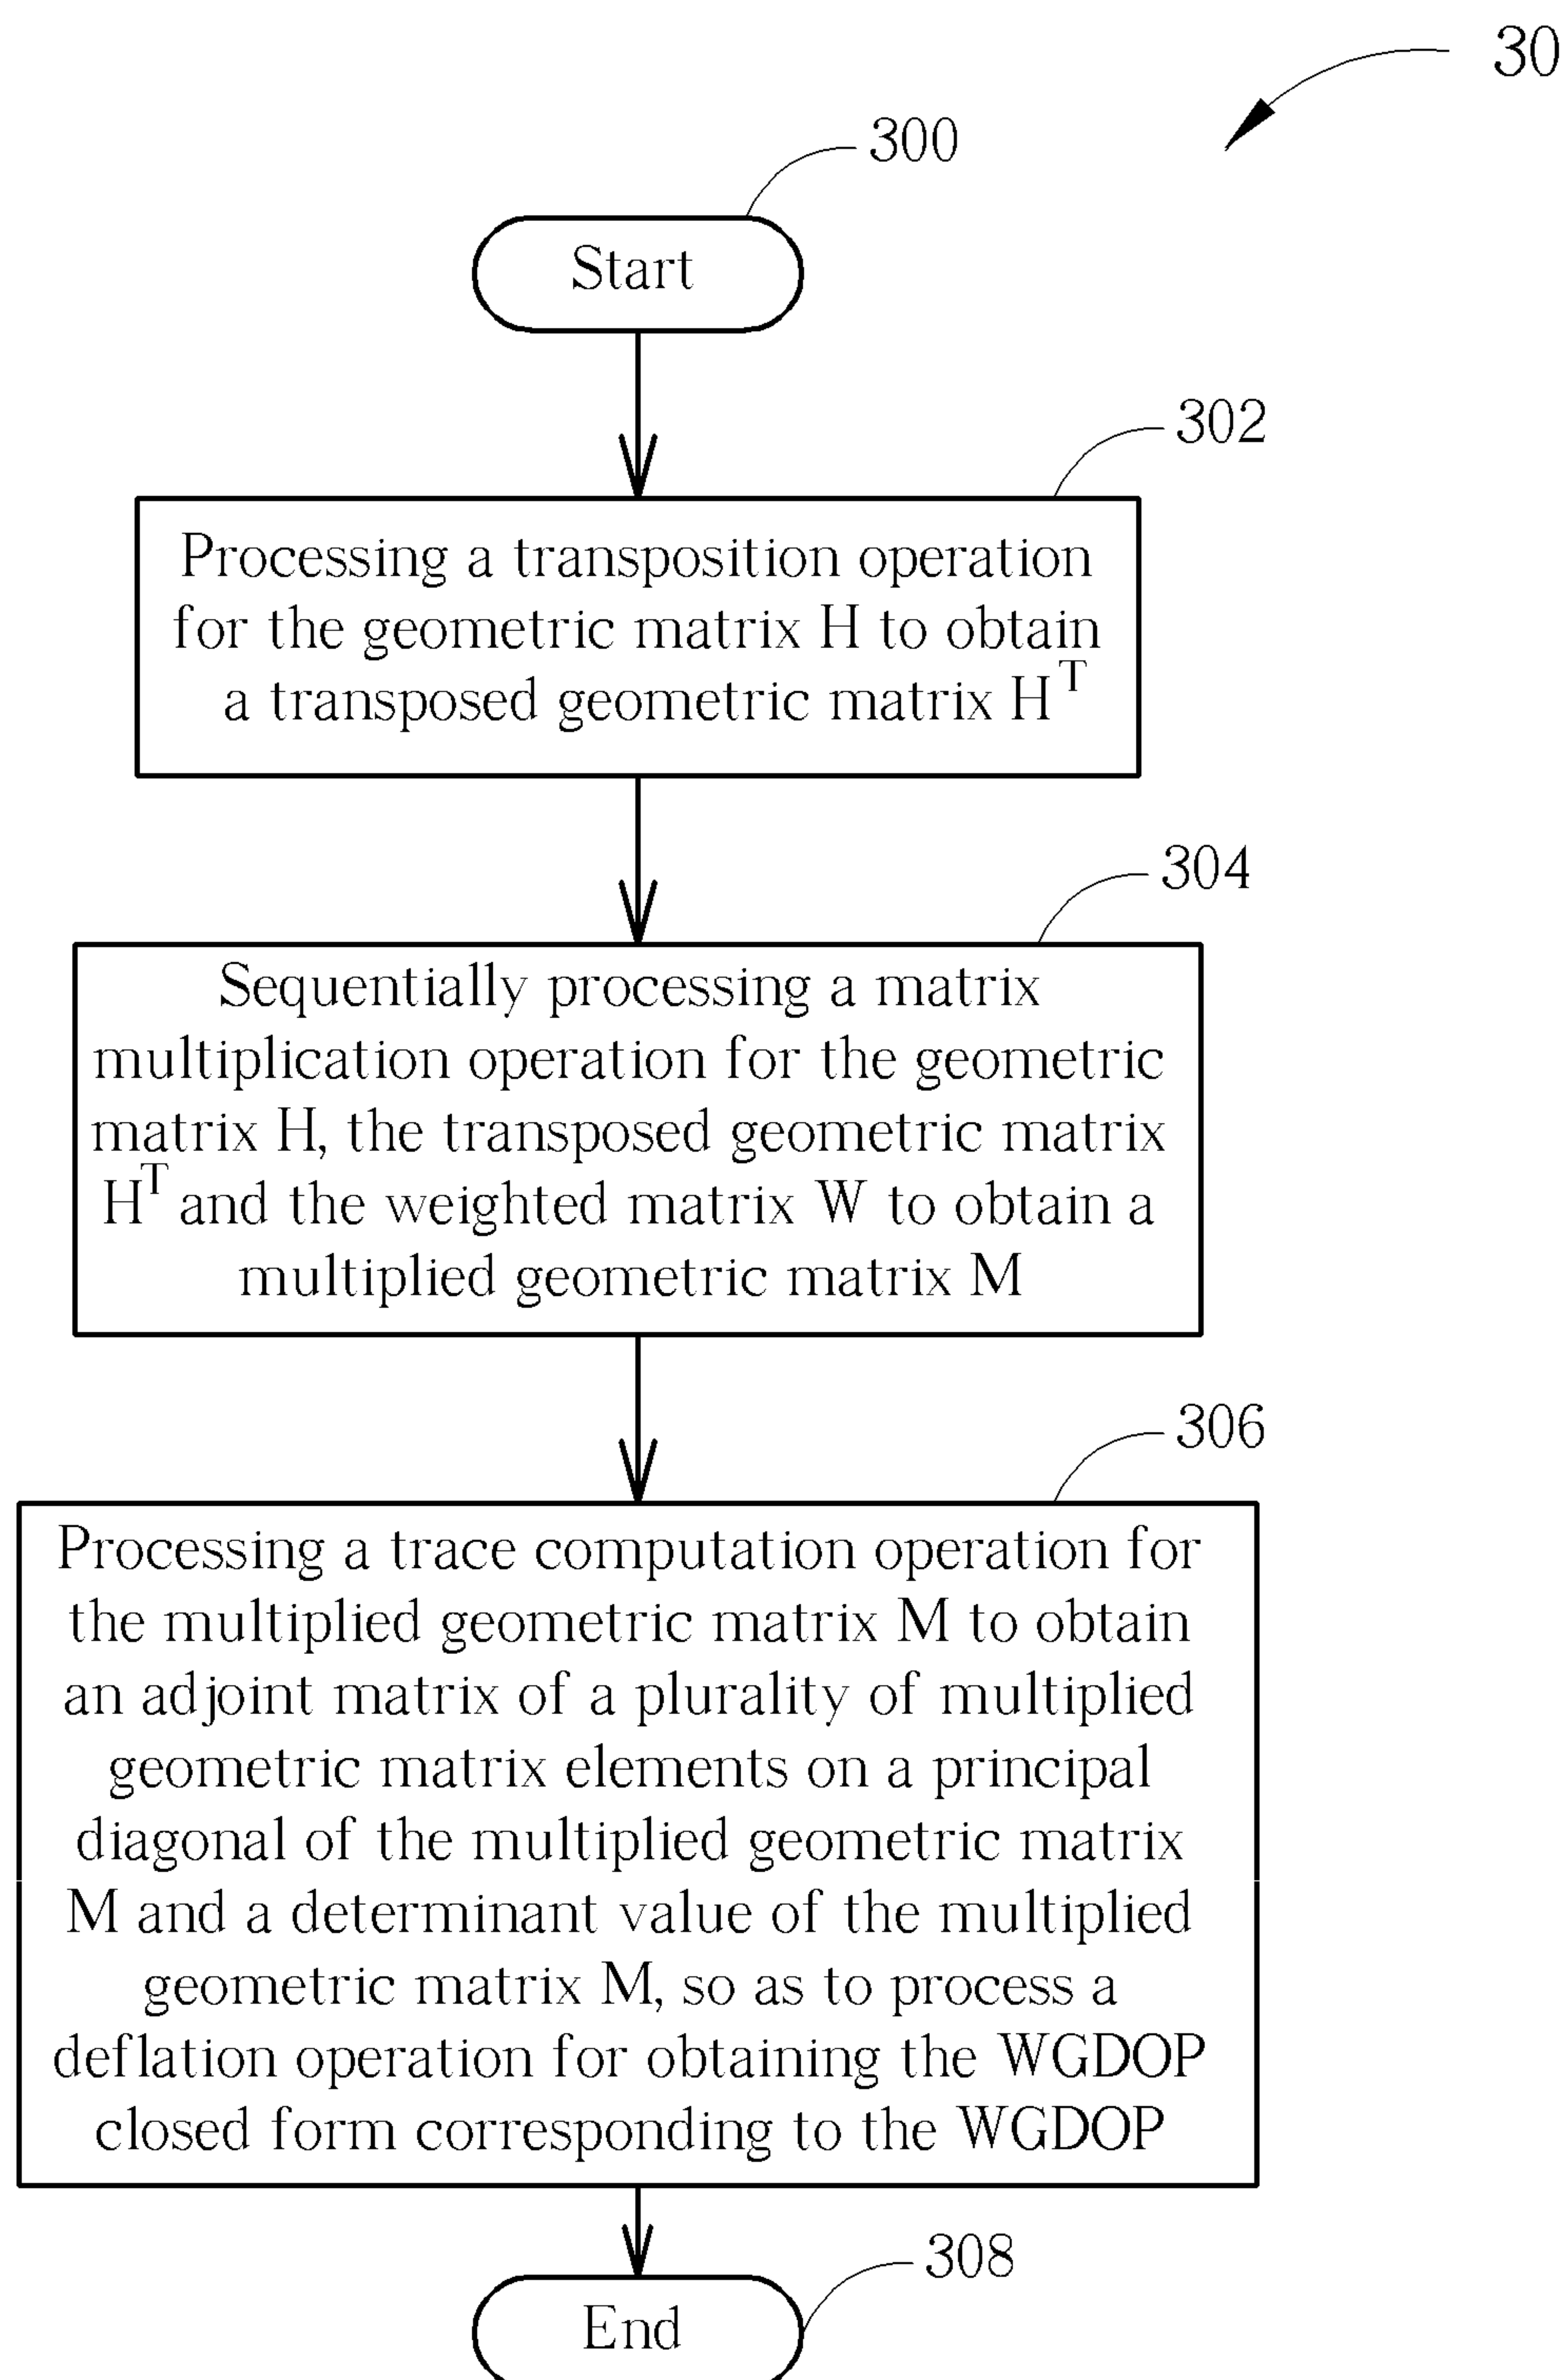 30
300
Start
302
Processing a transposition operation
for the geometric matrix H to obtain
a transposed geometric matrix Hᵀ
304
Sequentially processing a matrix
multiplication operation for the geometric
matrix H, the transposed geometric matrix
Hᵀ and the weighted matrix W to obtain a
multiplied geometric matrix M
306
Processing a trace computation operation for
the multiplied geometric matrix M to obtain
an adjoint matrix of a plurality of multiplied
geometric matrix elements on a principal
diagonal of the multiplied geometric matrix
M and a determinant value of the multiplied
geometric matrix M, so as to process a
deflation operation for obtaining the WGDOP
closed form corresponding to the WGDOP
308
End